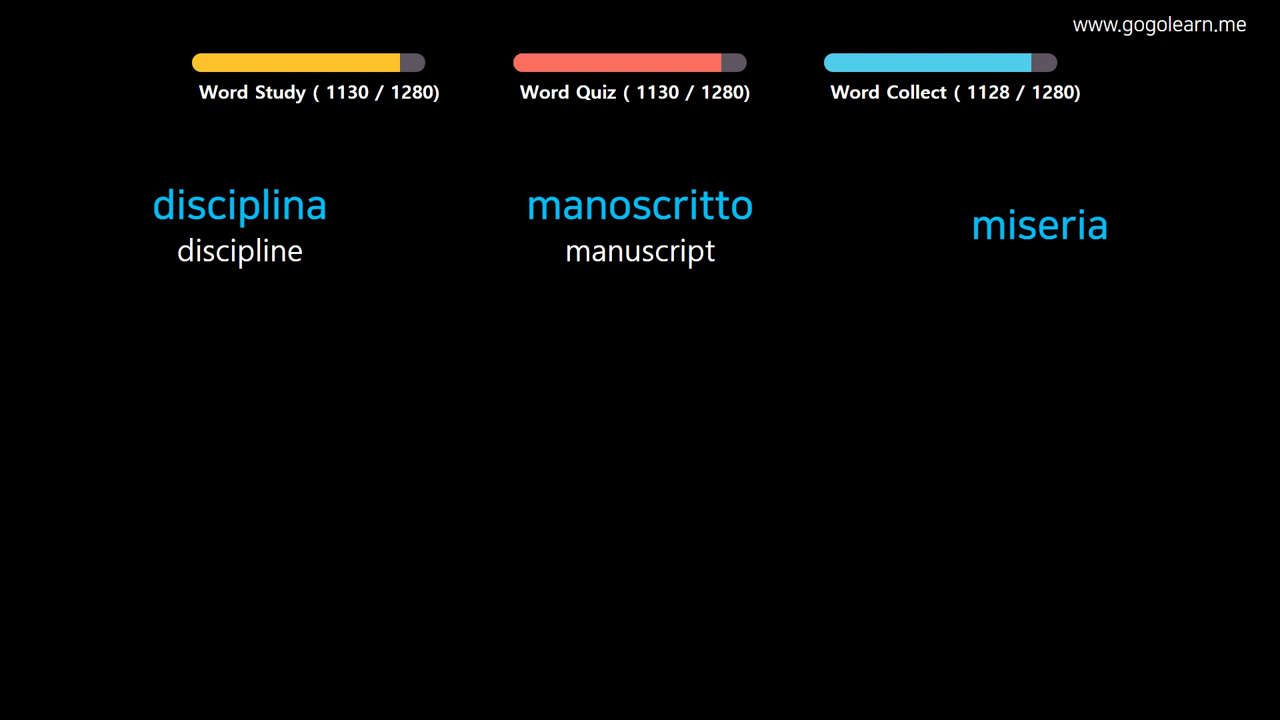 www.gogolearn.me
Word Study ( 1130 / 1280)
Word Quiz ( 1130 / 1280)
Word Collect ( 1128 / 1280)
disciplina
discipline
manoscritto
manuscript
miseria